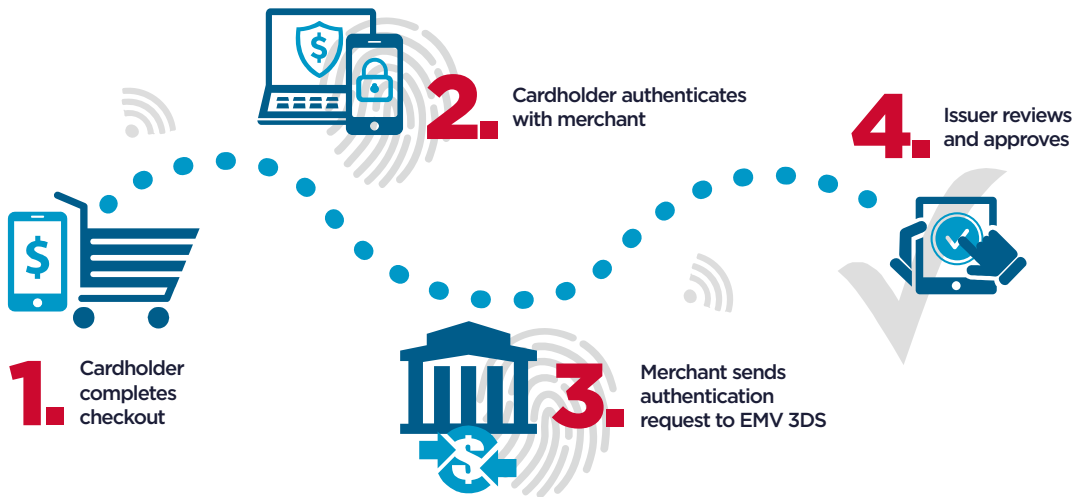 1.
Cardholder
completes
checkout
2.
Cardholder authenticates
with merchant
3.
Merchant sends
authentication
request to EMV 3DS
4.
Issuer reviews
and approves
$
$
$